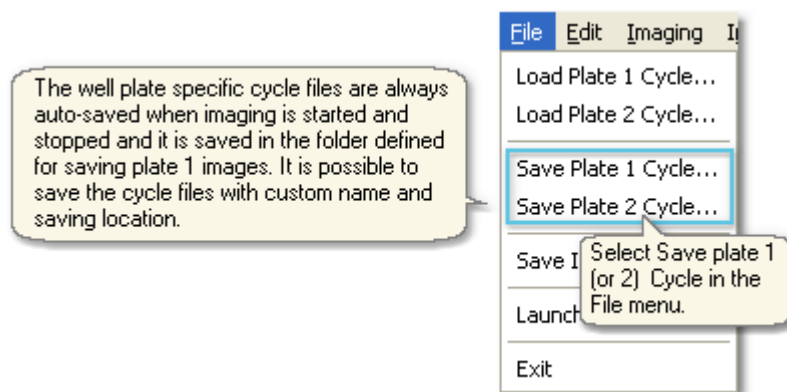 File Edit Imaging
Load Plate 1 Cycle...
Load Plate 2 Cycle...
The well plate specific cycle files are always
auto-saved when imaging is started and
stopped and it is saved in the folder defined
for saving plate 1 images. It is possible to
save the cycle files with custom name and
saving location.
Save Plate 1 Cycle...
Save Plate 2 Cycle...
Save
Select Save plate 1
(or 2) Cycle in the
File menu.
Launch
Exit